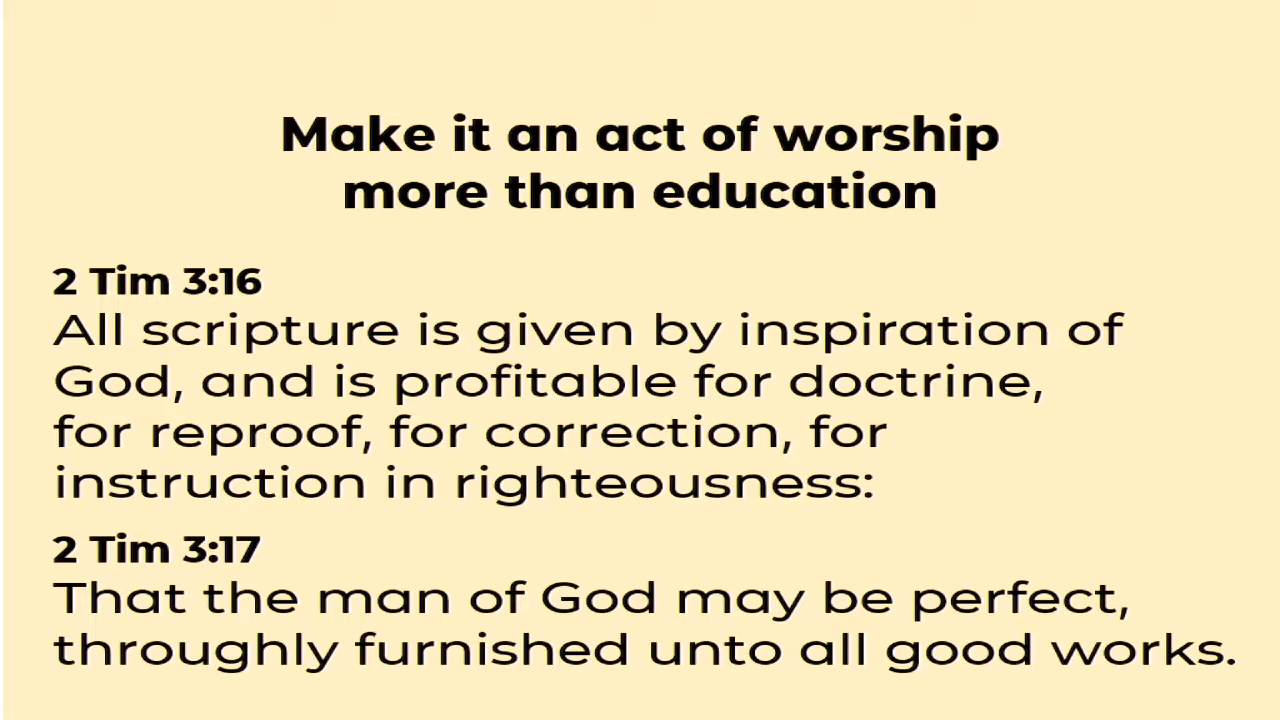 Make it an act of worship
more than education
2 Tim 3:16
All scripture is given by inspiration of
God, and is profitable for doctrine,
for reproof, for correction, for
instruction in righteousness:
2 Tim 3:17
That the man of God may be perfect,
throughly furnished unto all good works.